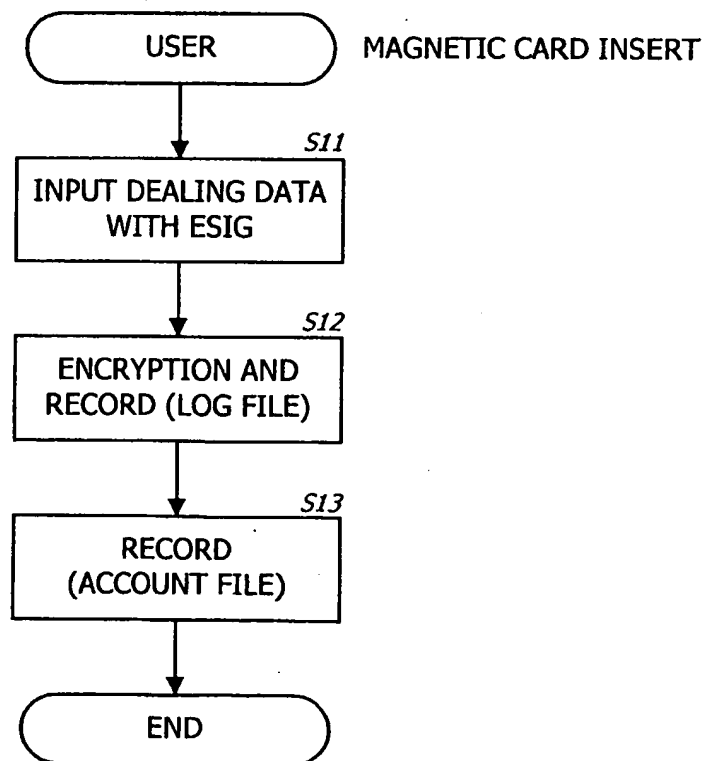 USER MAGNETIC CARD INSERT
S11
INPUT DEALING DATA
WITH ESIG
S12
ENCRYPTION AND
RECORD (LOG FILE)
S13
RECORD
(ACCOUNT FILE)
END